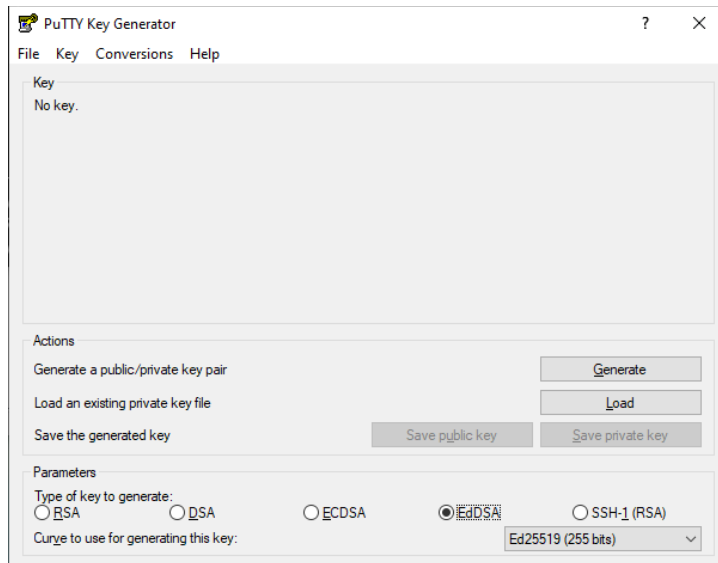 PuTTY Key Generator ? ×
File Key Conversions Help
Key
No key.
Actions
Generate a public/private key pair Generate
Load an existing private key file Load
Save the generated key Save public key Save private key
Parameters
Type of key to generate:
RSA DSA ECDSA EdDSA SSH-1 (RSA)
Curve to use for generating this key: Ed25519 (255 bits)